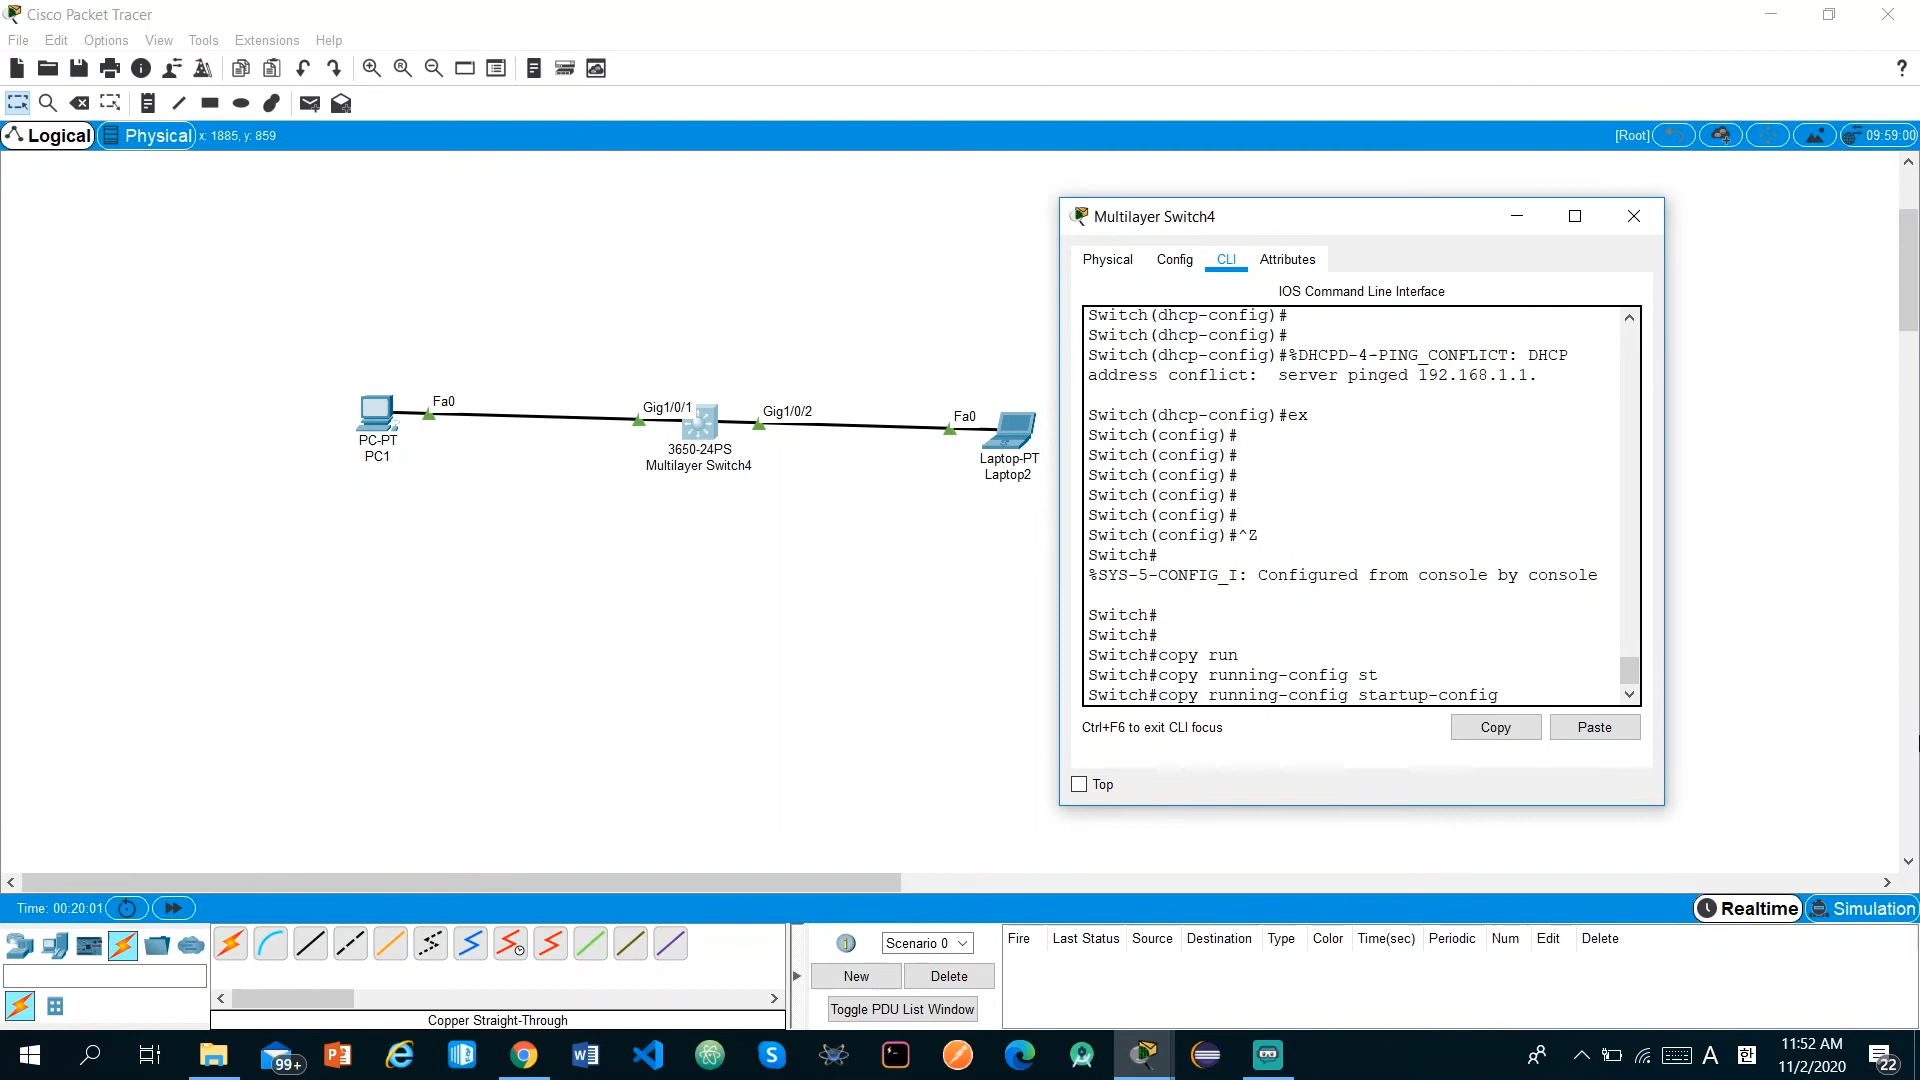 Cisco Packet Tracer
File Edit Options View Tools Extensions Help
?
Logical Physical x: 1885, y: 859 [Root] 09:59:00
Multilayer Switch4
Physical Config CLI Attributes
IOS Command Line Interface
Switch(dhcp-config)#
Switch(dhcp-config)#
Switch(dhcp-config)#%DHCPD-4-PING_CONFLICT: DHCP
address conflict:  server pinged 192.168.1.1.
Switch(dhcp-config)#ex
Switch(config)#
Switch(config)#
Switch(config)#
Switch(config)#
Switch(config)#
Switch(config)#^Z
Switch#
%SYS-5-CONFIG_I: Configured from console by console
Switch#
Switch#
Switch#copy run
Switch#copy running-config st
Switch#copy running-config startup-config
Ctrl+F6 to exit CLI focus Copy Paste
Top
Fa0 Gig1/0/1 Gig1/0/2 Fa0
PC-PT
PC1
3650-24PS
Multilayer Switch4
Laptop-PT
Laptop2
Time: 00:20:01 Realtime Simulation
Scenario 0
New Delete
Toggle PDU List Window
Fire Last Status Source Destination Type Color Time(sec) Periodic Num Edit Delete
Copper Straight-Through
99+
A 한 11:52 AM
11/2/2020 22